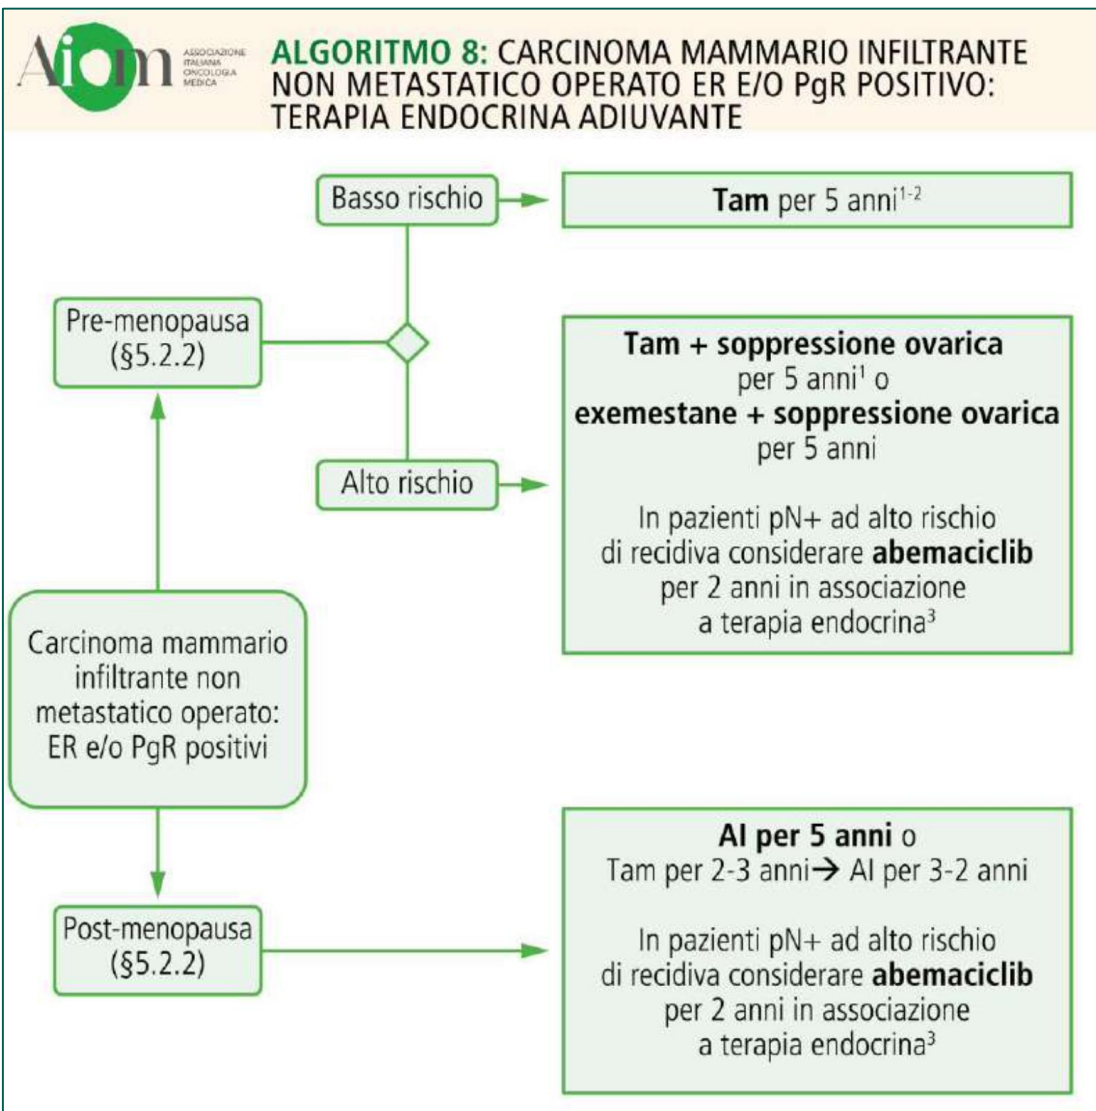 Aiom
ASSOCIAZIONE
ITALIANA
ONCOLOGIA
MEDICA
ALGORITMO 8: CARCINOMA MAMMARIO INFILTRANTE
NON METASTATICO OPERATO ER E/O PgR POSITIVO:
TERAPIA ENDOCRINA ADIUVANTE
Basso rischio
Tam per 5 anni¹⁻²
Pre-menopausa
(§5.2.2)
Tam + soppressione ovarica
per 5 anni¹ o
exemestane + soppressione ovarica
per 5 anni
Alto rischio
In pazienti pN+ ad alto rischio
di recidiva considerare abemaciclib
per 2 anni in associazione
a terapia endocrina³
Carcinoma mammario
infiltrante non
metastatico operato:
ER e/o PgR positivi
AI per 5 anni o
Tam per 2-3 anni→ AI per 3-2 anni
Post-menopausa
(§5.2.2)
In pazienti pN+ ad alto rischio
di recidiva considerare abemaciclib
per 2 anni in associazione
a terapia endocrina³